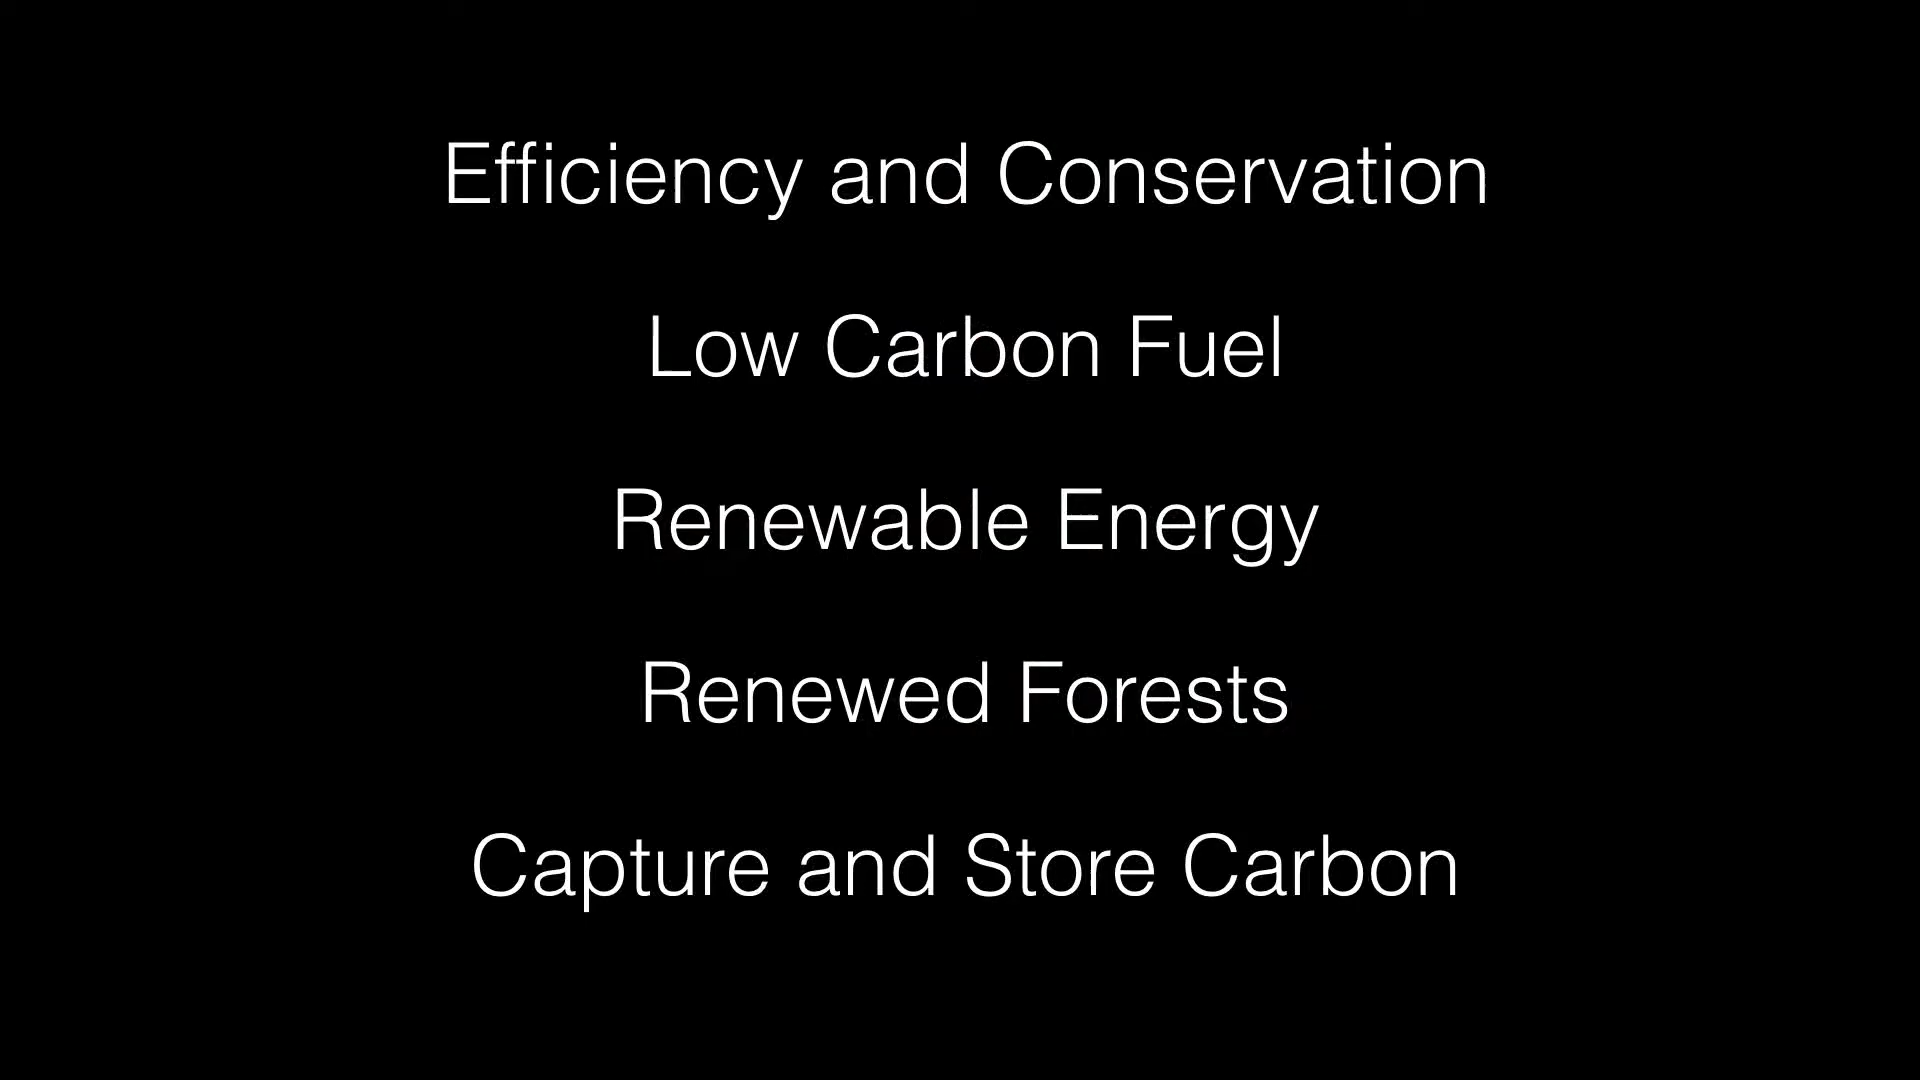 Efficiency and Conservation
Low Carbon Fuel
Renewable Energy
Renewed Forests
Capture and Store Carbon